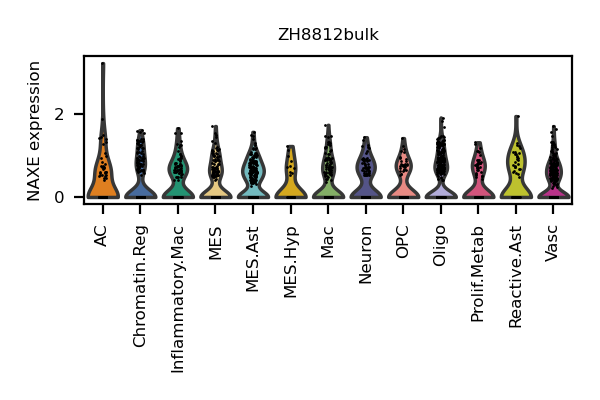 ZH8812bulk
NAXE expression
2
0
AC
Chromatin.Reg
Inflammatory.Mac
MES
MES.Ast
MES.Hyp
Mac
Neuron
OPC
Oligo
Prolif.Metab
Reactive.Ast
Vasc